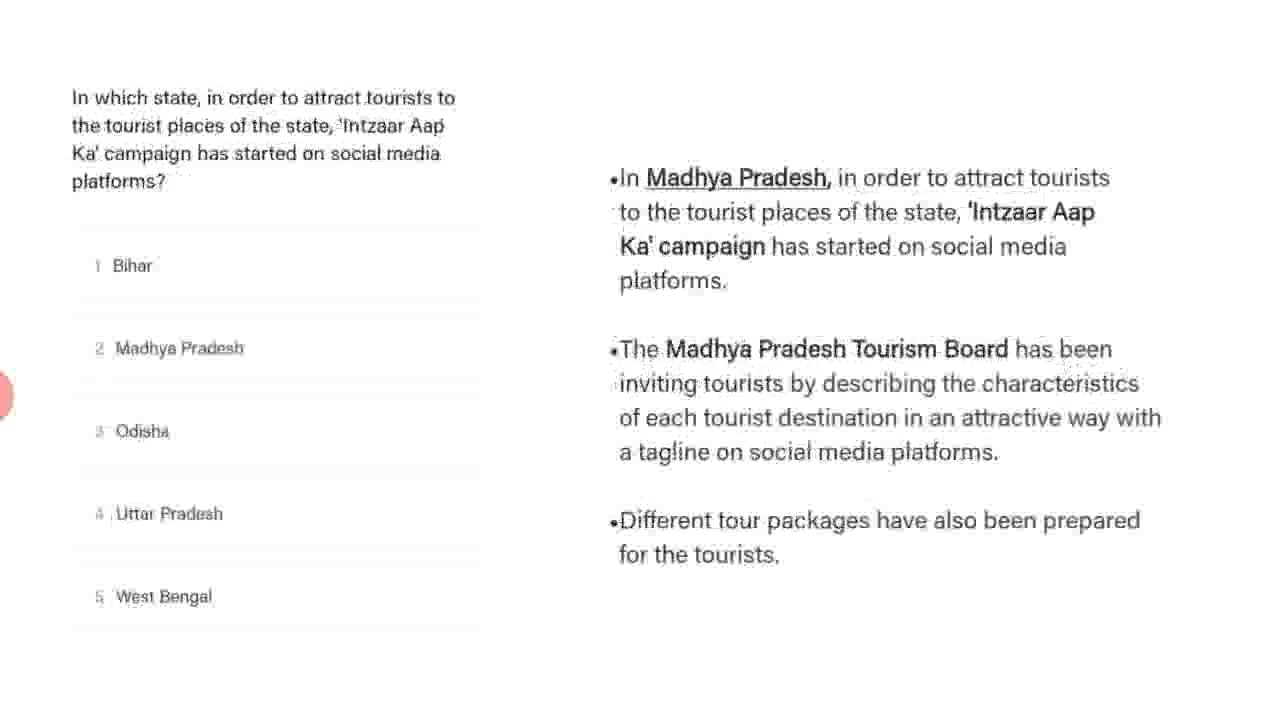 In which state, in order to attract tourists to
the tourist places of the state, 'Intzaar Aap
Ka' campaign has started on social media
platforms?
1 Bihar
2 Madhya Pradesh
3 Odisha
4 Uttar Pradesh
5 West Bengal
•In Madhya Pradesh, in order to attract tourists
to the tourist places of the state, 'Intzaar Aap
Ka' campaign has started on social media
platforms.
•The Madhya Pradesh Tourism Board has been
inviting tourists by describing the characteristics
of each tourist destination in an attractive way with
a tagline on social media platforms.
•Different tour packages have also been prepared
for the tourists.